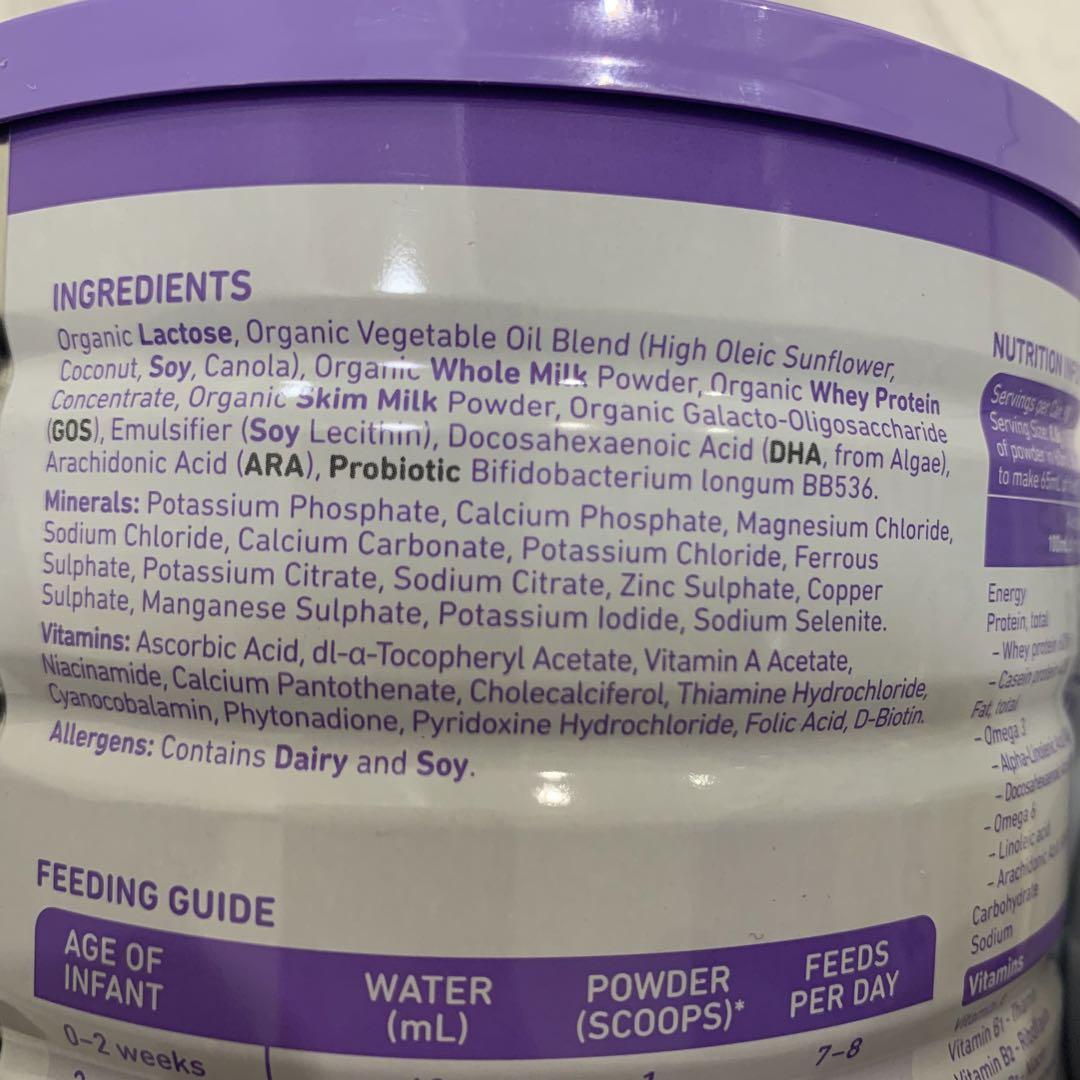 INGREDIENTS
Organic Lactose, Organic Vegetable Oil Blend (High Oleic Sunflower,
Coconut, Soy, Canola), Organic Whole Milk Powder, Organic Whey Protein
Concentrate, Organic Skim Milk Powder, Organic Galacto-Oligosaccharide
(GOS), Emulsifier (Soy Lecithin), Docosahexaenoic Acid (DHA, from Algae),
Arachidonic Acid (ARA), Probiotic Bifidobacterium longum BB536.
Minerals: Potassium Phosphate, Calcium Phosphate, Magnesium Chloride,
Sodium Chloride, Calcium Carbonate, Potassium Chloride, Ferrous
Sulphate, Potassium Citrate, Sodium Citrate, Zinc Sulphate, Copper
Sulphate, Manganese Sulphate, Potassium Iodide, Sodium Selenite.
Vitamins: Ascorbic Acid, dl-α-Tocopheryl Acetate, Vitamin A Acetate,
Niacinamide, Calcium Pantothenate, Cholecalciferol, Thiamine Hydrochloride,
Cyanocobalamin, Phytonadione, Pyridoxine Hydrochloride, Folic Acid, D-Biotin.
Allergens: Contains Dairy and Soy.
FEEDING GUIDE
AGE OF
INFANT
WATER
(mL)
POWDER
(SCOOPS)*
FEEDS
PER DAY
0-2 weeks
7-8
NUTRITION
Servings per
Serving Size:
of powder
to make 65mL
Energy
Protein, total
- Whey protein
- Casein protein
Fat, total
- Omega 3
- Omega 6
- Linoleic acid
Carbohydrate
Sodium
Vitamins
Vitamin B1 -
Vitamin B2 -